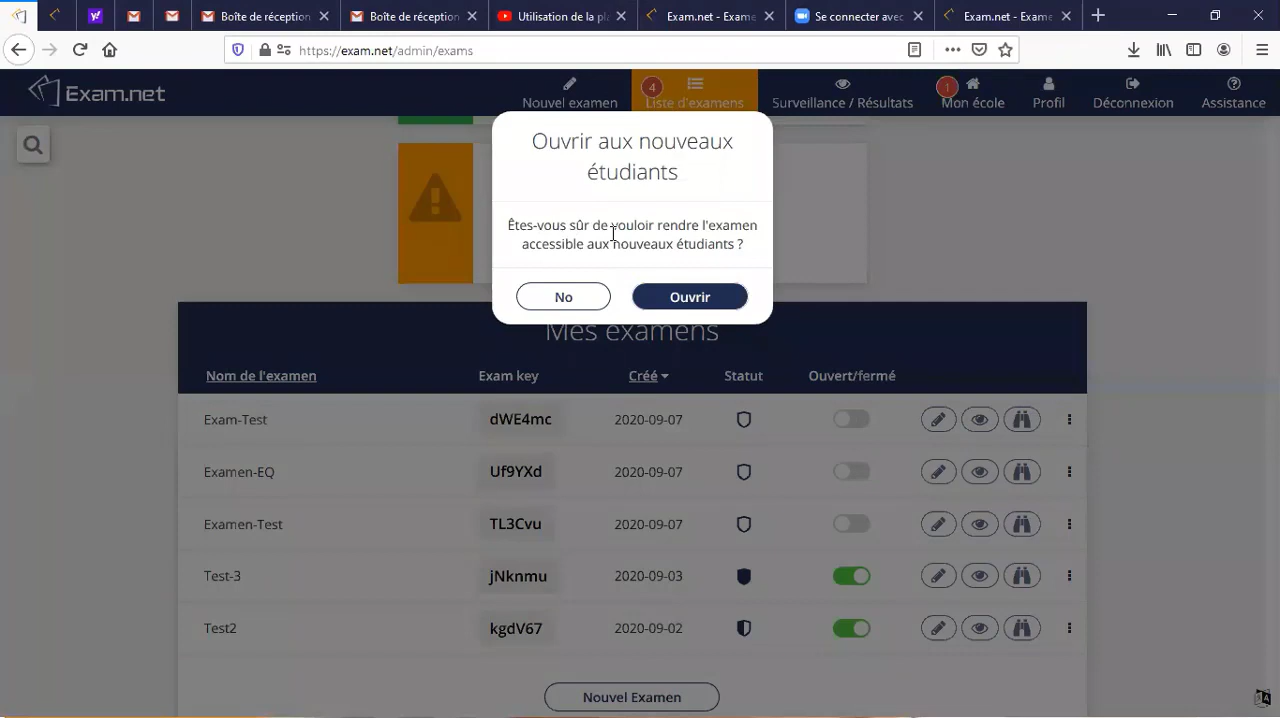 Boîte de réception
Boîte de réception
Utilisation de la pl
Exam.net - Exame
Se connecter avec
Exam.net - Exame
https://exam.net/admin/exams
Exam.net
Nouvel examen
4
Liste d'examens
Surveillance / Résultats
1
Mon école
Profil
Déconnexion
Assistance
Ouvrir aux nouveaux
étudiants
Êtes-vous sûr de vouloir rendre l'examen
accessible aux nouveaux étudiants ?
No Ouvrir
Mes examens
Nom de l'examen Exam key Créé Statut Ouvert/fermé
Exam-Test dWE4mc 2020-09-07
Examen-EQ Uf9YXd 2020-09-07
Examen-Test TL3Cvu 2020-09-07
Test-3 jNknmu 2020-09-03
Test2 kgdV67 2020-09-02
Nouvel Examen